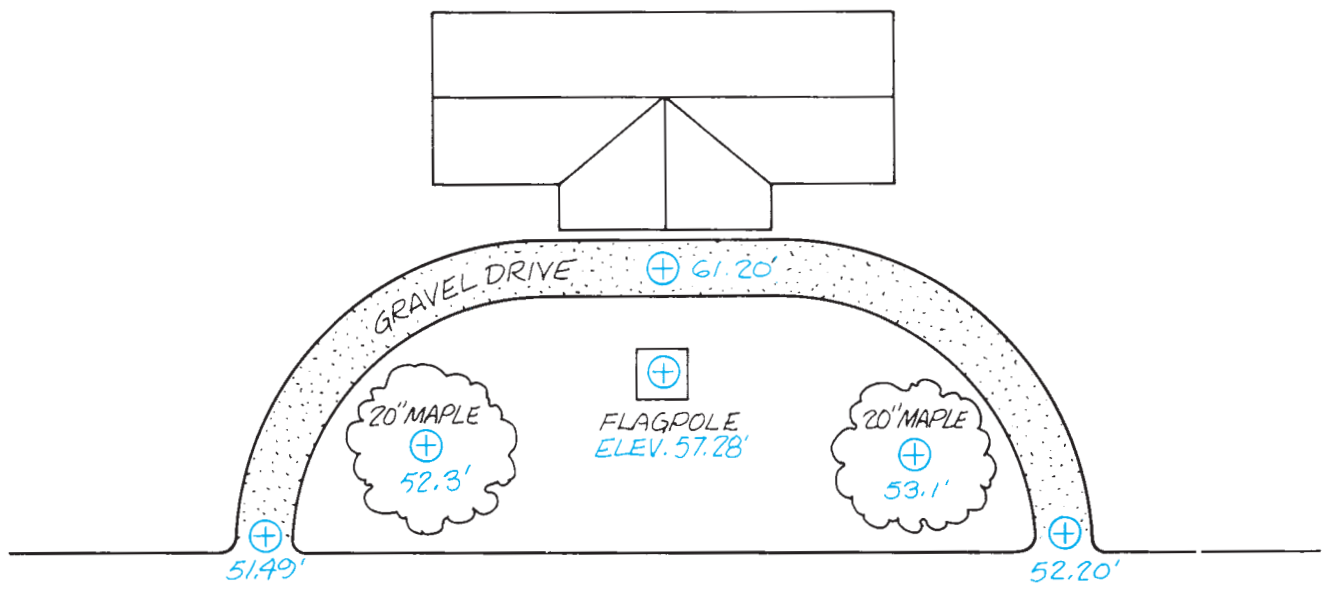 GRAVEL DRIVE
61.20'
20" MAPLE
52.3'
FLAGPOLE
ELEV. 57.28'
20" MAPLE
53.1'
51.49'
52.20'